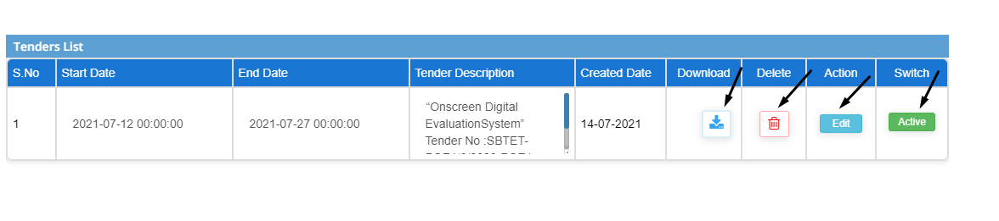 Tenders List
S.No Start Date End Date Tender Description Created Date Download Delete Action Switch
“Onscreen Digital
1 2021-07-12 00:00:00 2021-07-27 00:00:00 EvaluationSystem” 14-07-2021 Edit Active
Tender No :SBTET-